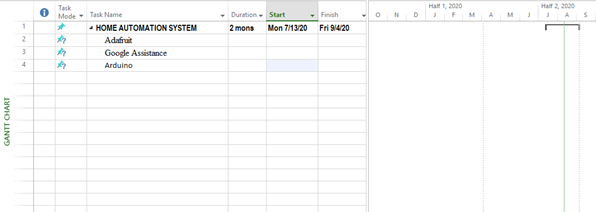 Half 1, 2020 Half 2, 2020
Task Mode Task Name Duration Start Finish O N D J F M A M J J A S
1 HOME AUTOMATION SYSTEM 2 mons Mon 7/13/20 Fri 9/4/20
2 Adafruit
3 Google Assistance
4 Arduino
GANTT CHART